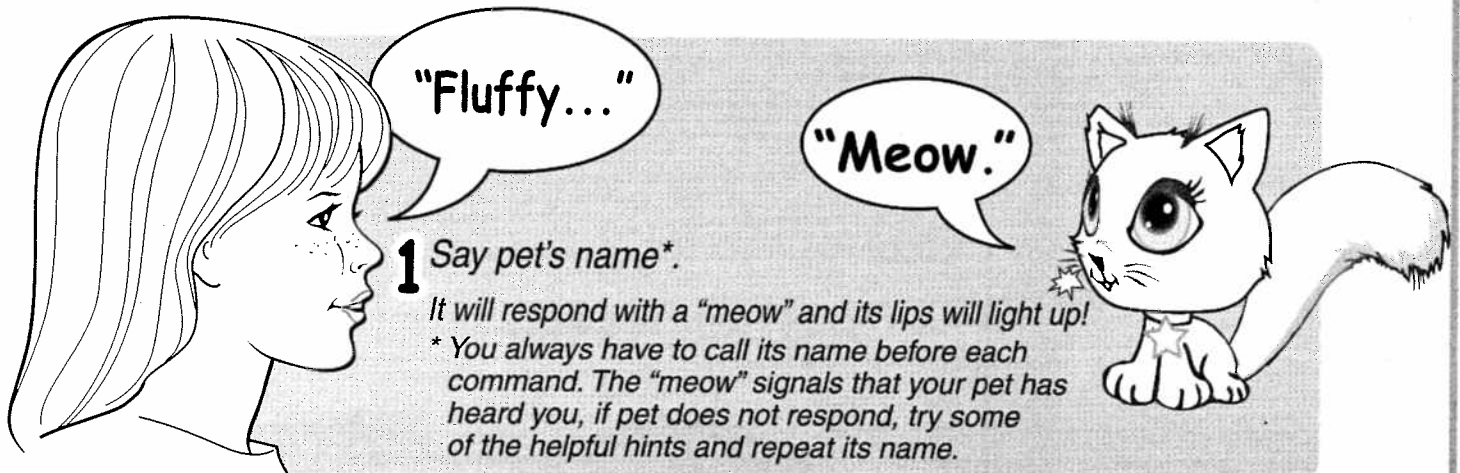 "Fluffy..."
"Meow."
1 Say pet's name*.
It will respond with a "meow" and its lips will light up!
* You always have to call its name before each
command. The "meow" signals that your pet has
heard you, if pet does not respond, try some
of the helpful hints and repeat its name.